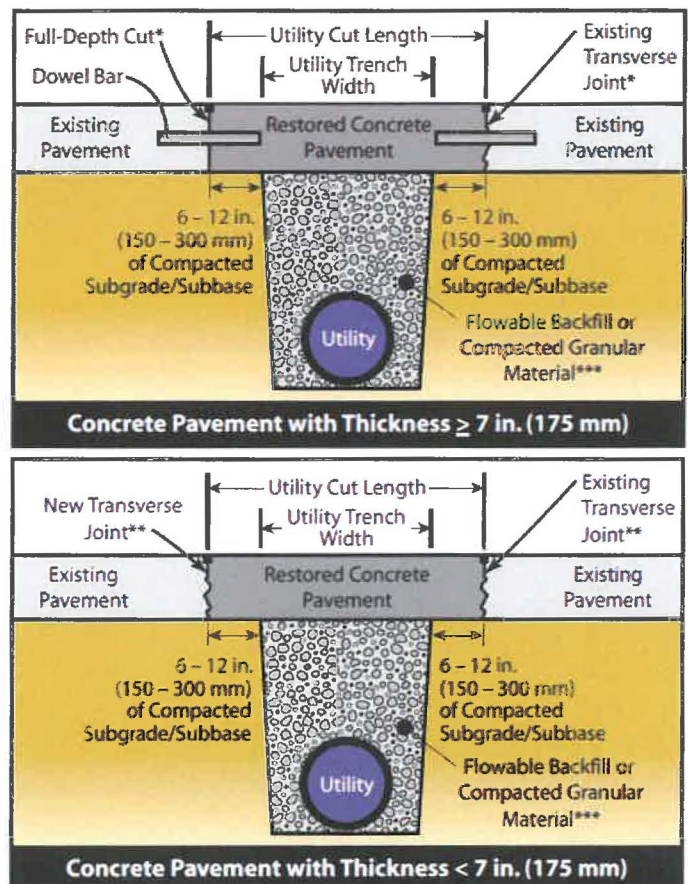 Full-Depth Cut*
Utility Cut Length
Existing
Transverse
Joint*
Dowel Bar
Utility Trench
Width
Existing
Pavement
Restored Concrete
Pavement
Existing
Pavement
6 – 12 in.
(150 – 300 mm)
of Compacted
Subgrade/Subbase
6 – 12 in.
(150 – 300 mm)
of Compacted
Subgrade/Subbase
Utility
Flowable Backfill or
Compacted Granular
Material***
Concrete Pavement with Thickness ≥ 7 in. (175 mm)
New Transverse
Joint**
Utility Cut Length
Utility Trench
Width
Existing
Transverse
Joint**
Existing
Pavement
Restored Concrete
Pavement
Existing
Pavement
6 – 12 in.
(150 – 300 mm)
of Compacted
Subgrade/Subbase
6 – 12 in.
(150 – 300 mm)
of Compacted
Subgrade/Subbase
Utility
Flowable Backfill or
Compacted Granular
Material***
Concrete Pavement with Thickness < 7 in. (175 mm)